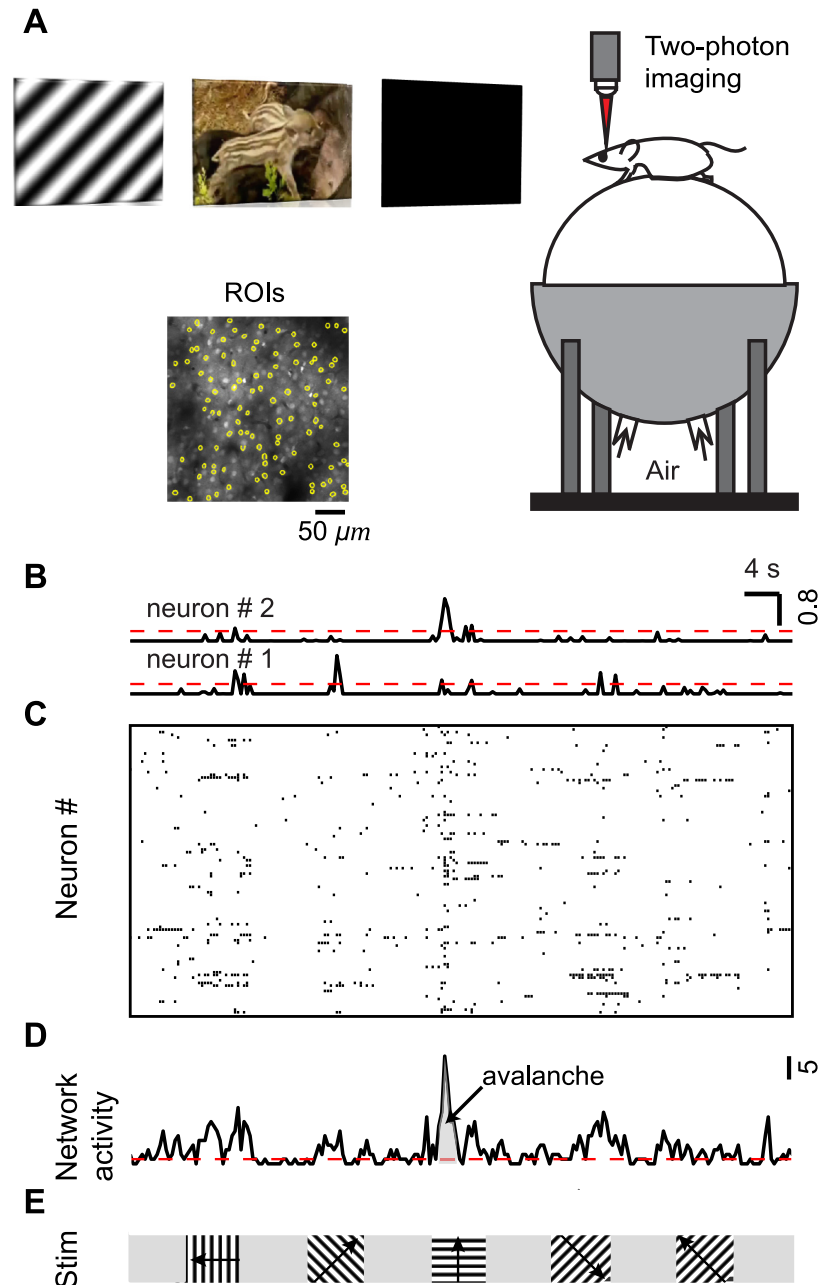 A
Two-photon
imaging
ROIs
50 μm
Air
B
4 s
0.8
neuron # 2
neuron # 1
C
Neuron #
D
5
avalanche
Network
activity
E
Stim